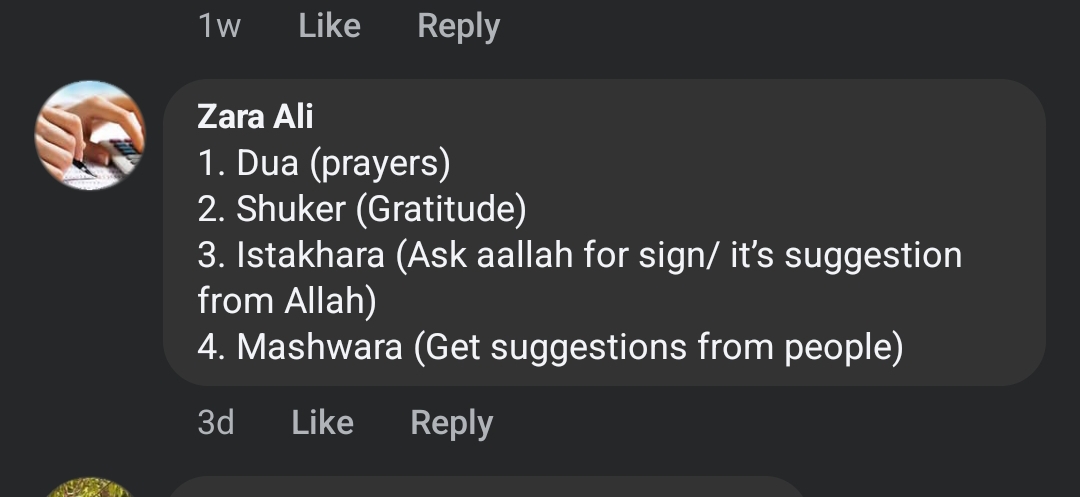 1w Like Reply
Zara Ali
1. Dua (prayers)
2. Shuker (Gratitude)
3. Istakhara (Ask aallah for sign/ it's suggestion
from Allah)
4. Mashwara (Get suggestions from people)
3d Like Reply